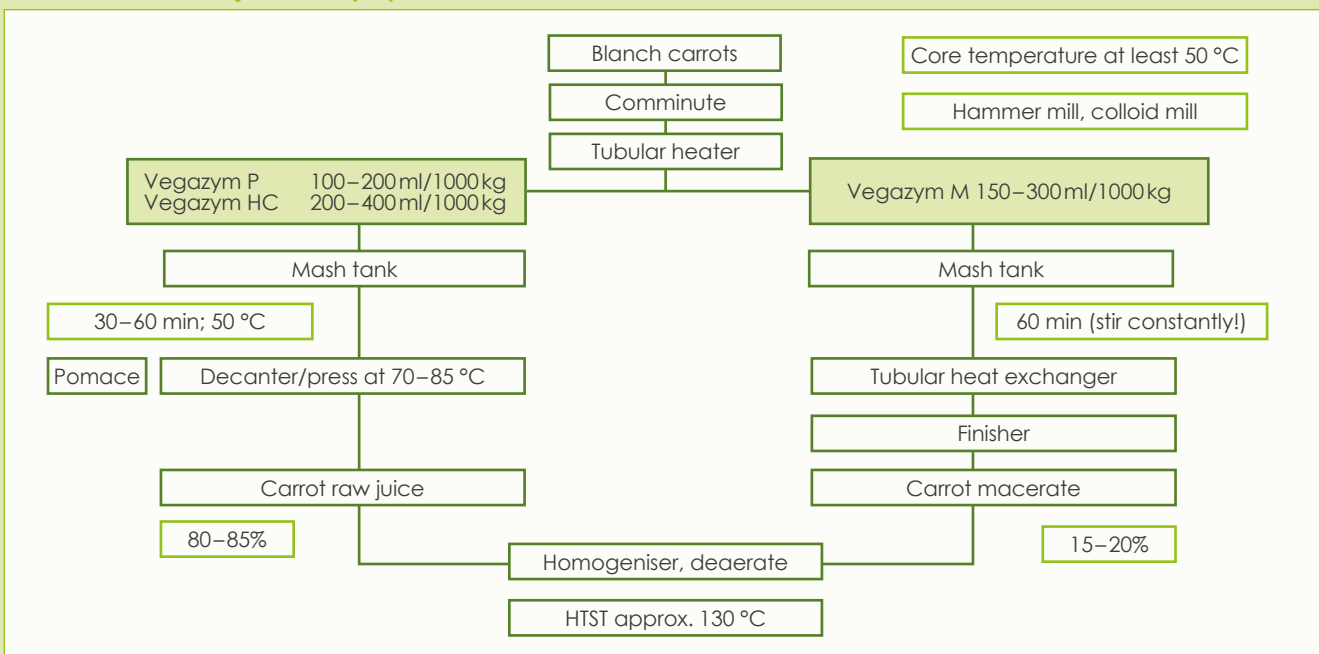 Blanch carrots
Core temperature at least 50 °C
Comminute
Hammer mill, colloid mill
Tubular heater
Vegazym P 100–200 ml/1000 kg
Vegazym HC 200–400 ml/1000 kg
Vegazym M 150–300 ml/1000 kg
Mash tank
Mash tank
30–60 min; 50 °C
60 min (stir constantly!)
Pomace
Decanter/press at 70–85 °C
Tubular heat exchanger
Finisher
Carrot raw juice
Carrot macerate
80–85%
15–20%
Homogeniser, deaerate
HTST approx. 130 °C